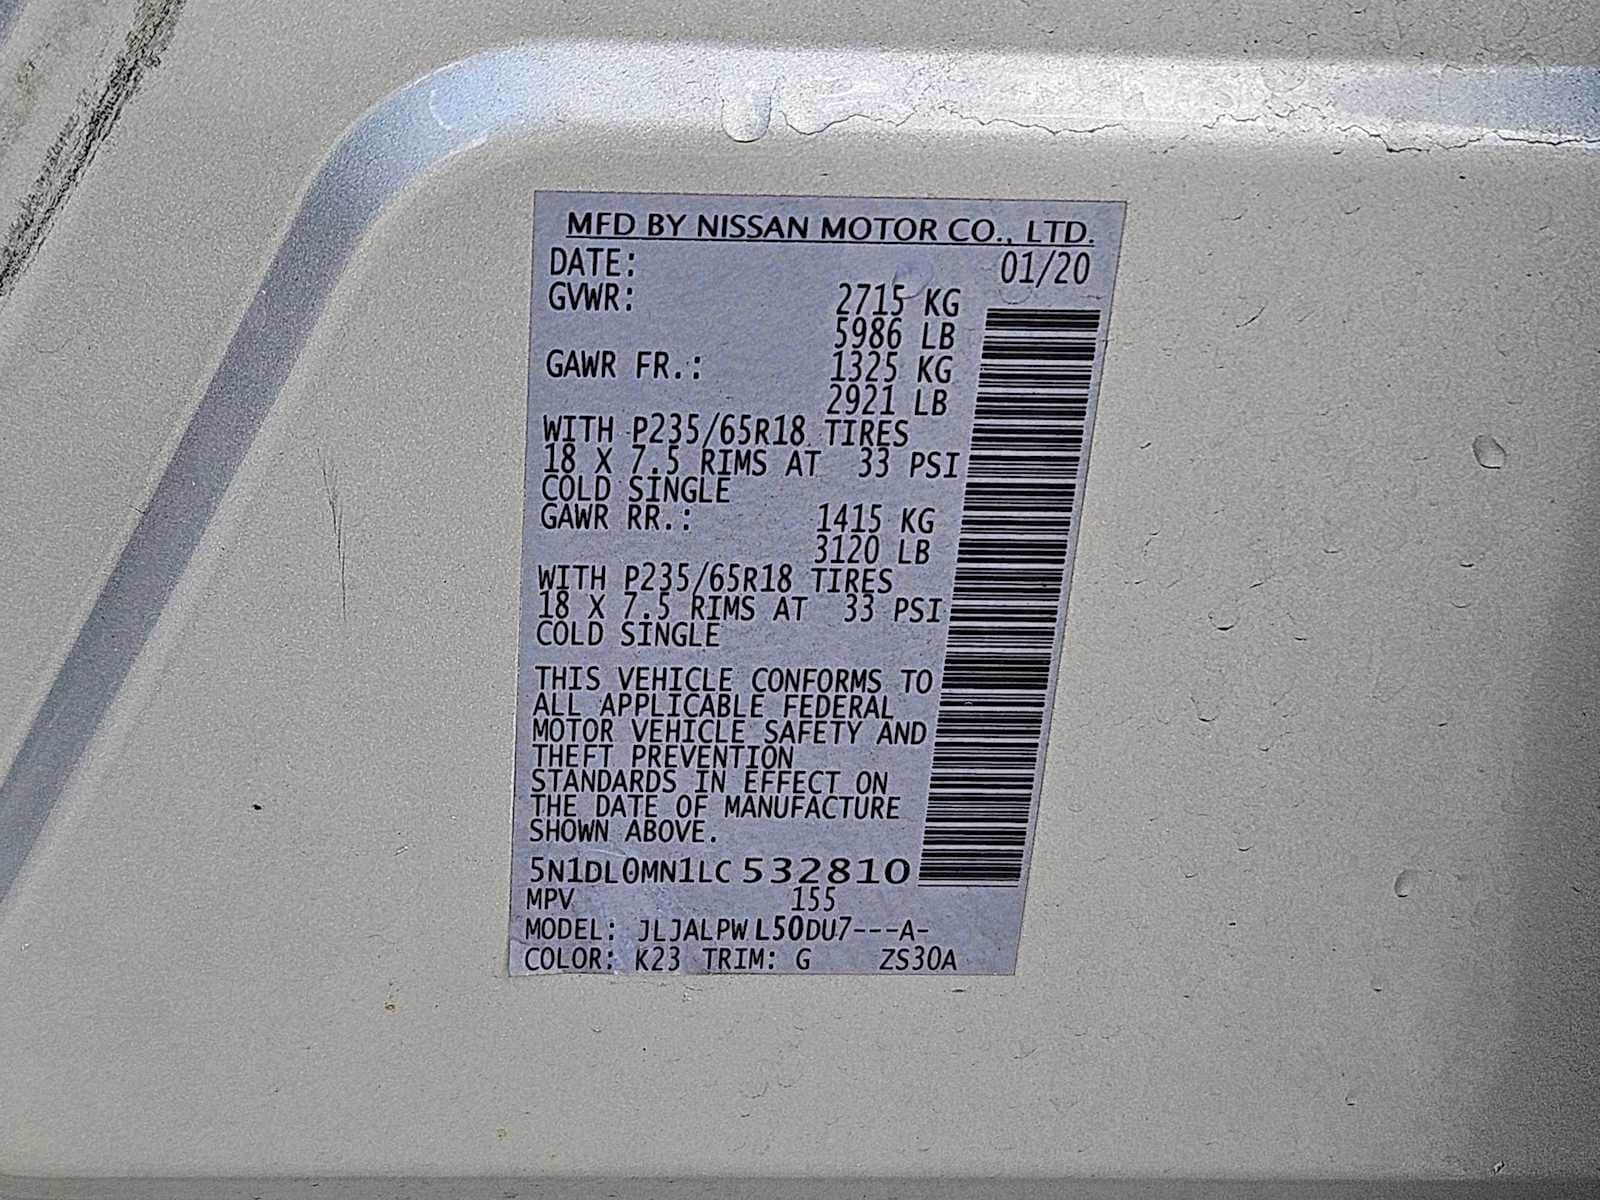 MFD BY NISSAN MOTOR CO., LTD.
DATE: 01/20
GVWR: 2715 KG
5986 LB
GAWR FR.: 1325 KG
2921 LB
WITH P235/65R18 TIRES
18 X 7.5 RIMS AT 33 PSI
COLD SINGLE
GAWR RR.: 1415 KG
3120 LB
WITH P235/65R18 TIRES
18 X 7.5 RIMS AT 33 PSI
COLD SINGLE
THIS VEHICLE CONFORMS TO
ALL APPLICABLE FEDERAL
MOTOR VEHICLE SAFETY AND
THEFT PREVENTION
STANDARDS IN EFFECT ON
THE DATE OF MANUFACTURE
SHOWN ABOVE.
5N1DL0MN1LC532810
MPV 155
MODEL: JLJALPWL50DU7---A-
COLOR: K23 TRIM: G ZS30A